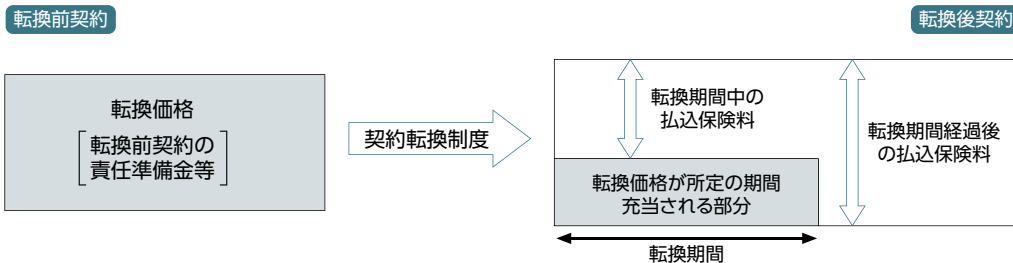 転換前契約
転換後契約
転換価格
[転換前契約の
責任準備金等]
契約転換制度
転換期間中の
払込保険料
転換期間経過後
の払込保険料
転換価格が所定の期間
充当される部分
転換期間